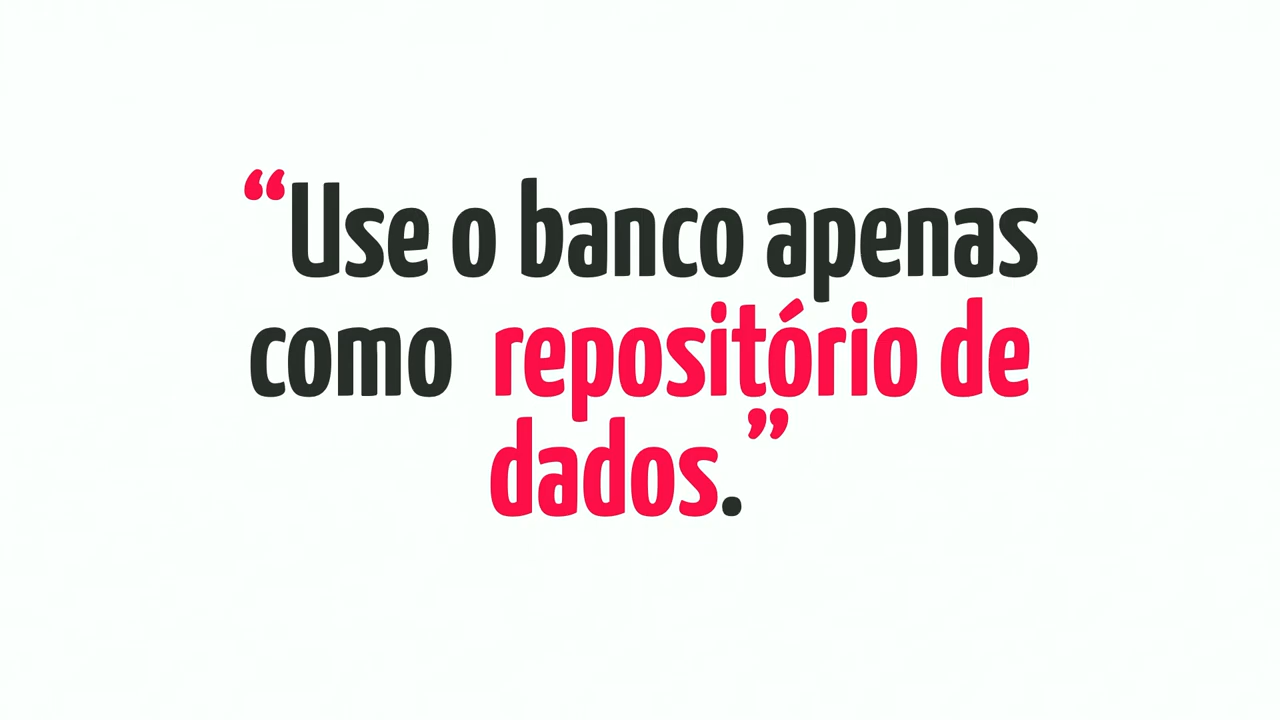 “Use o banco apenas
como repositório de
dados.”